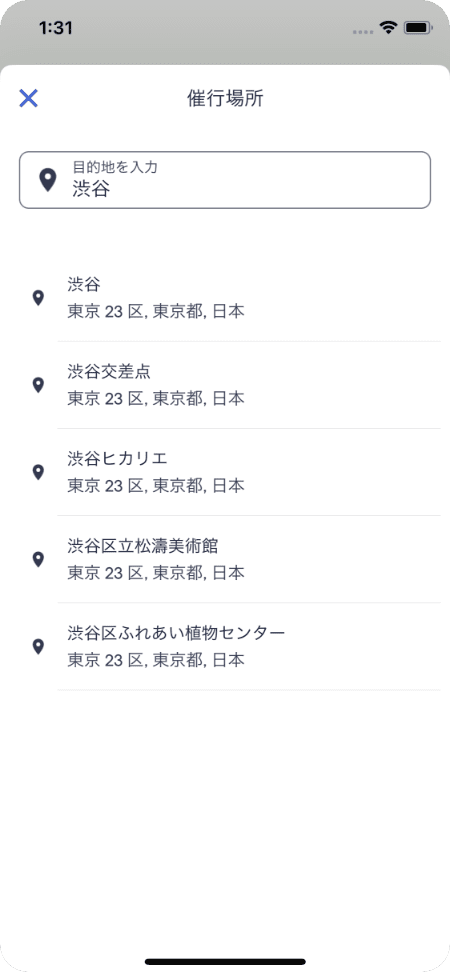 1:31
催行場所
目的地を入力
渋谷
渋谷
東京 23 区, 東京都, 日本
渋谷交差点
東京 23 区, 東京都, 日本
渋谷ヒカリエ
東京 23 区, 東京都, 日本
渋谷区立松濤美術館
東京 23 区, 東京都, 日本
渋谷区ふれあい植物センター
東京 23 区, 東京都, 日本